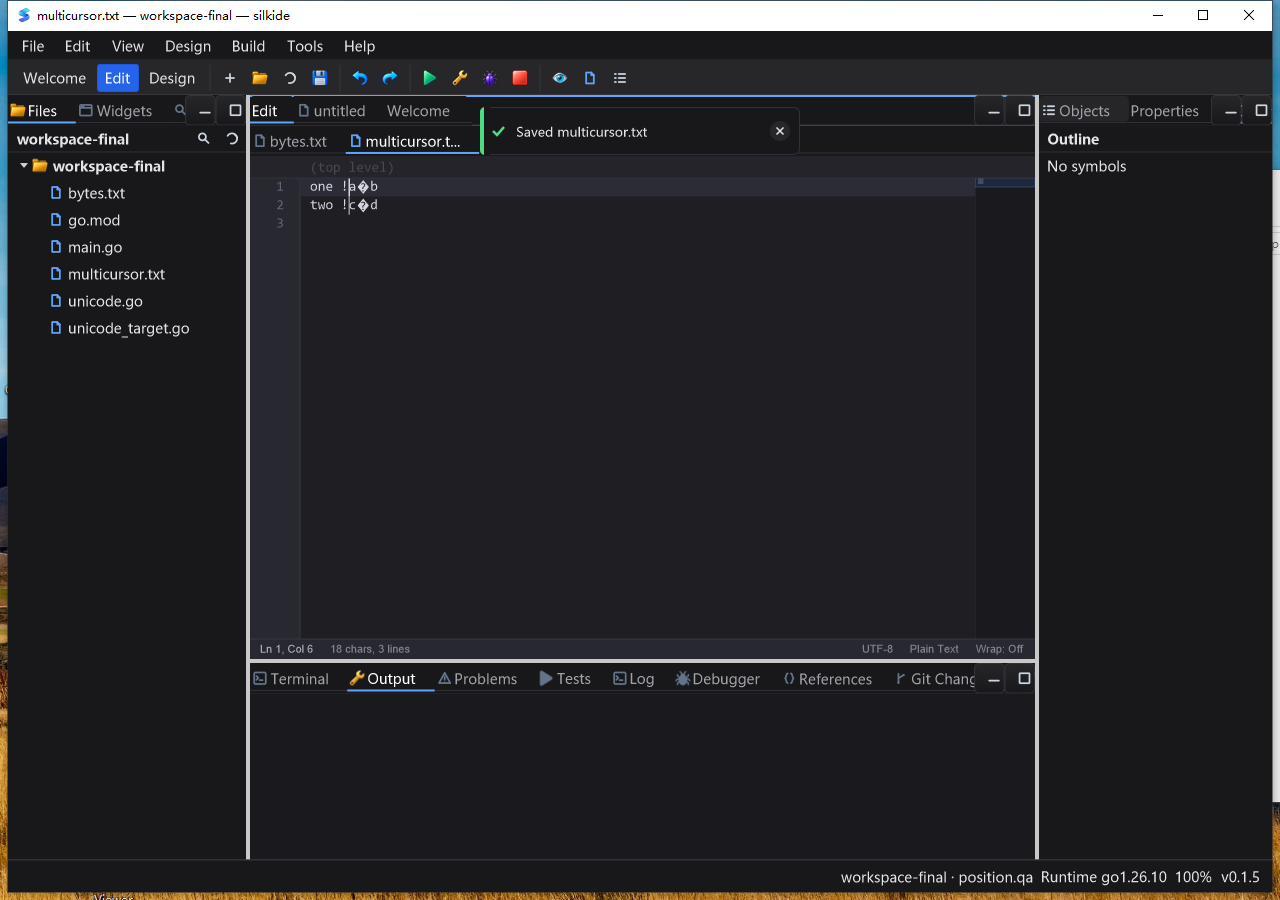 multicursor.txt — workspace-final — silkide
File Edit View Design Build Tools Help
Welcome Edit Design
Files Widgets
Edit untitled Welcome
Objects Properties
Saved multicursor.txt
workspace-final
bytes.txt multicursor.t...
Outline
workspace-final
(top level)
No symbols
bytes.txt
1 one !a�b
go.mod
2 two !c�d
main.go
3
multicursor.txt
unicode.go
unicode_target.go
Ln 1, Col 6 18 chars, 3 lines UTF-8 Plain Text Wrap: Off
Terminal Output Problems Tests Log Debugger References Git Chang
workspace-final · position.qa Runtime go1.26.10 100% v0.1.5
Viewer